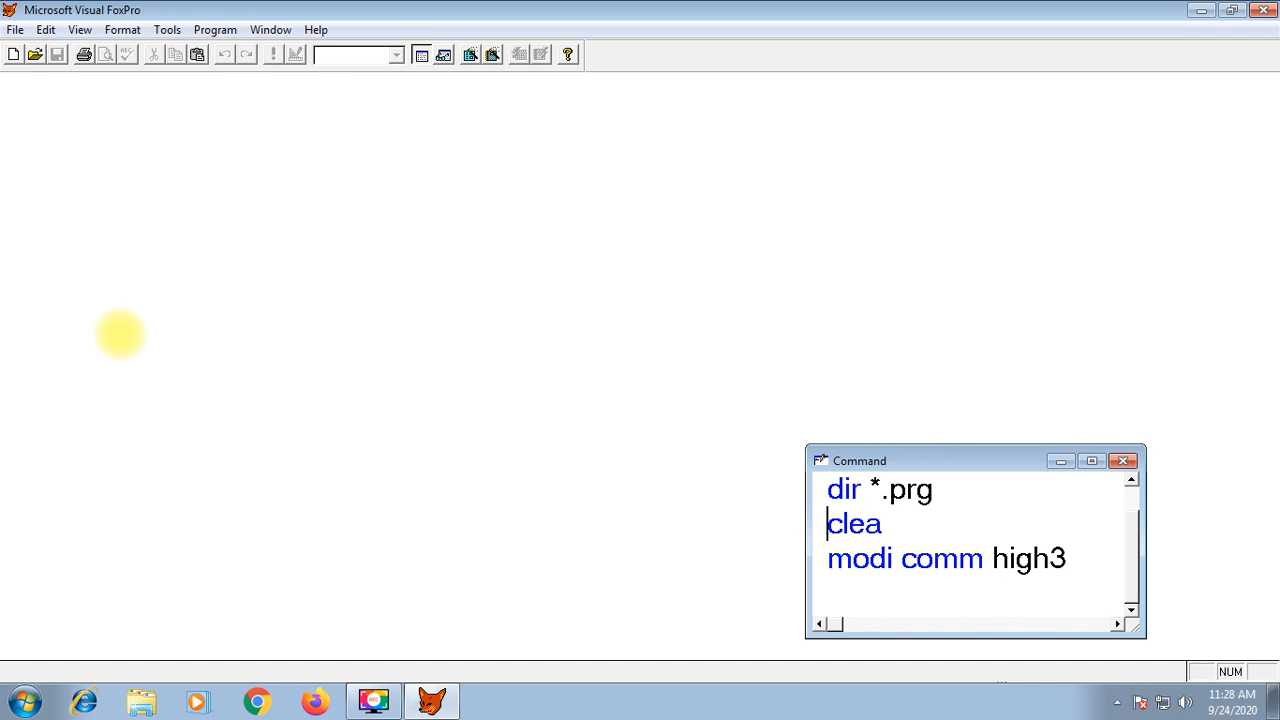 Microsoft Visual FoxPro
File Edit View Format Tools Program Window Help
Command
dir *.prg
clea
modi comm high3
NUM
11:28 AM
9/24/2020